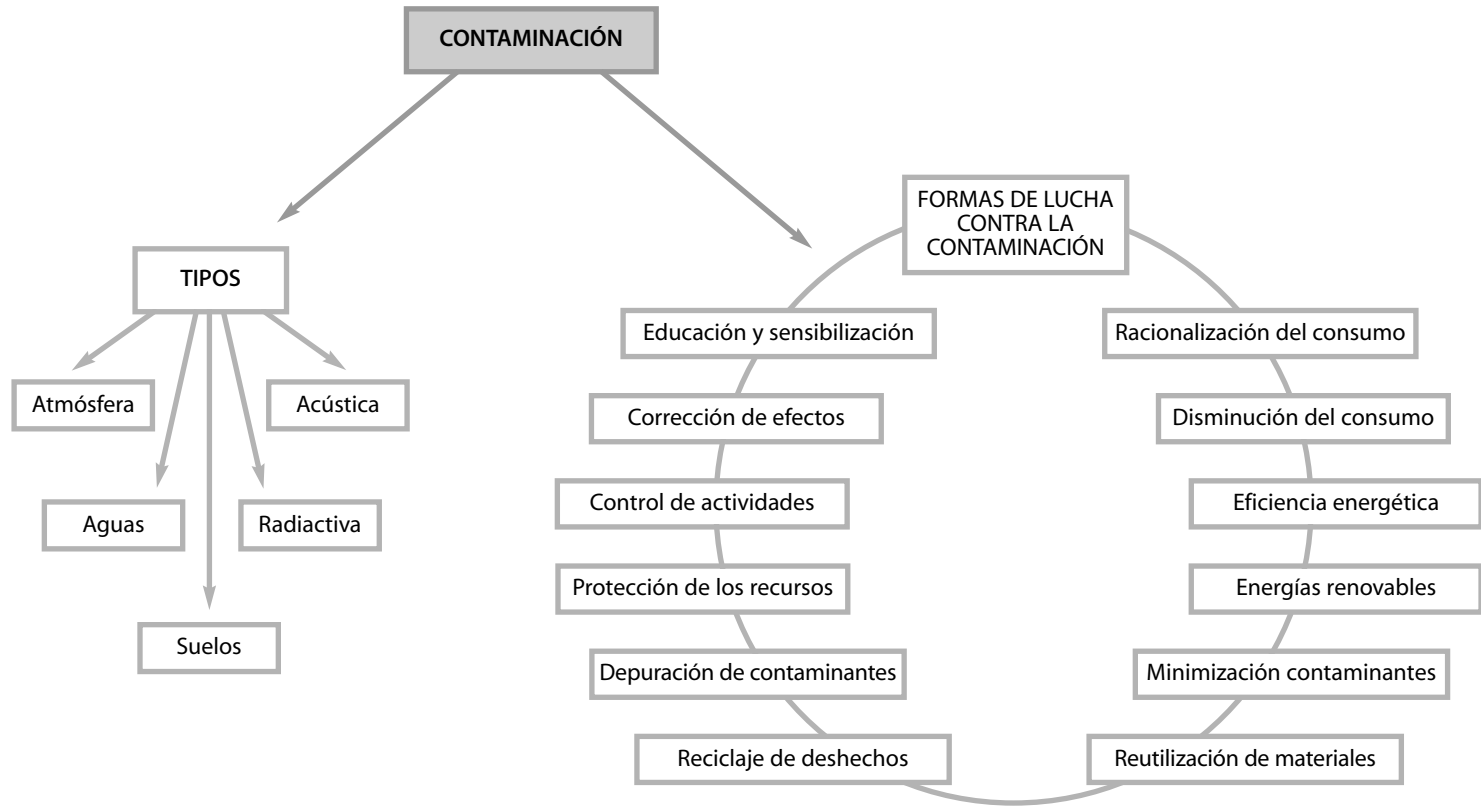 CONTAMINACIÓN
TIPOS
Atmósfera
Acústica
Aguas
Radiactiva
Suelos
FORMAS DE LUCHA
CONTRA LA
CONTAMINACIÓN
Educación y sensibilización
Racionalización del consumo
Corrección de efectos
Disminución del consumo
Control de actividades
Eficiencia energética
Protección de los recursos
Energías renovables
Depuración de contaminantes
Minimización contaminantes
Reciclaje de deshechos
Reutilización de materiales